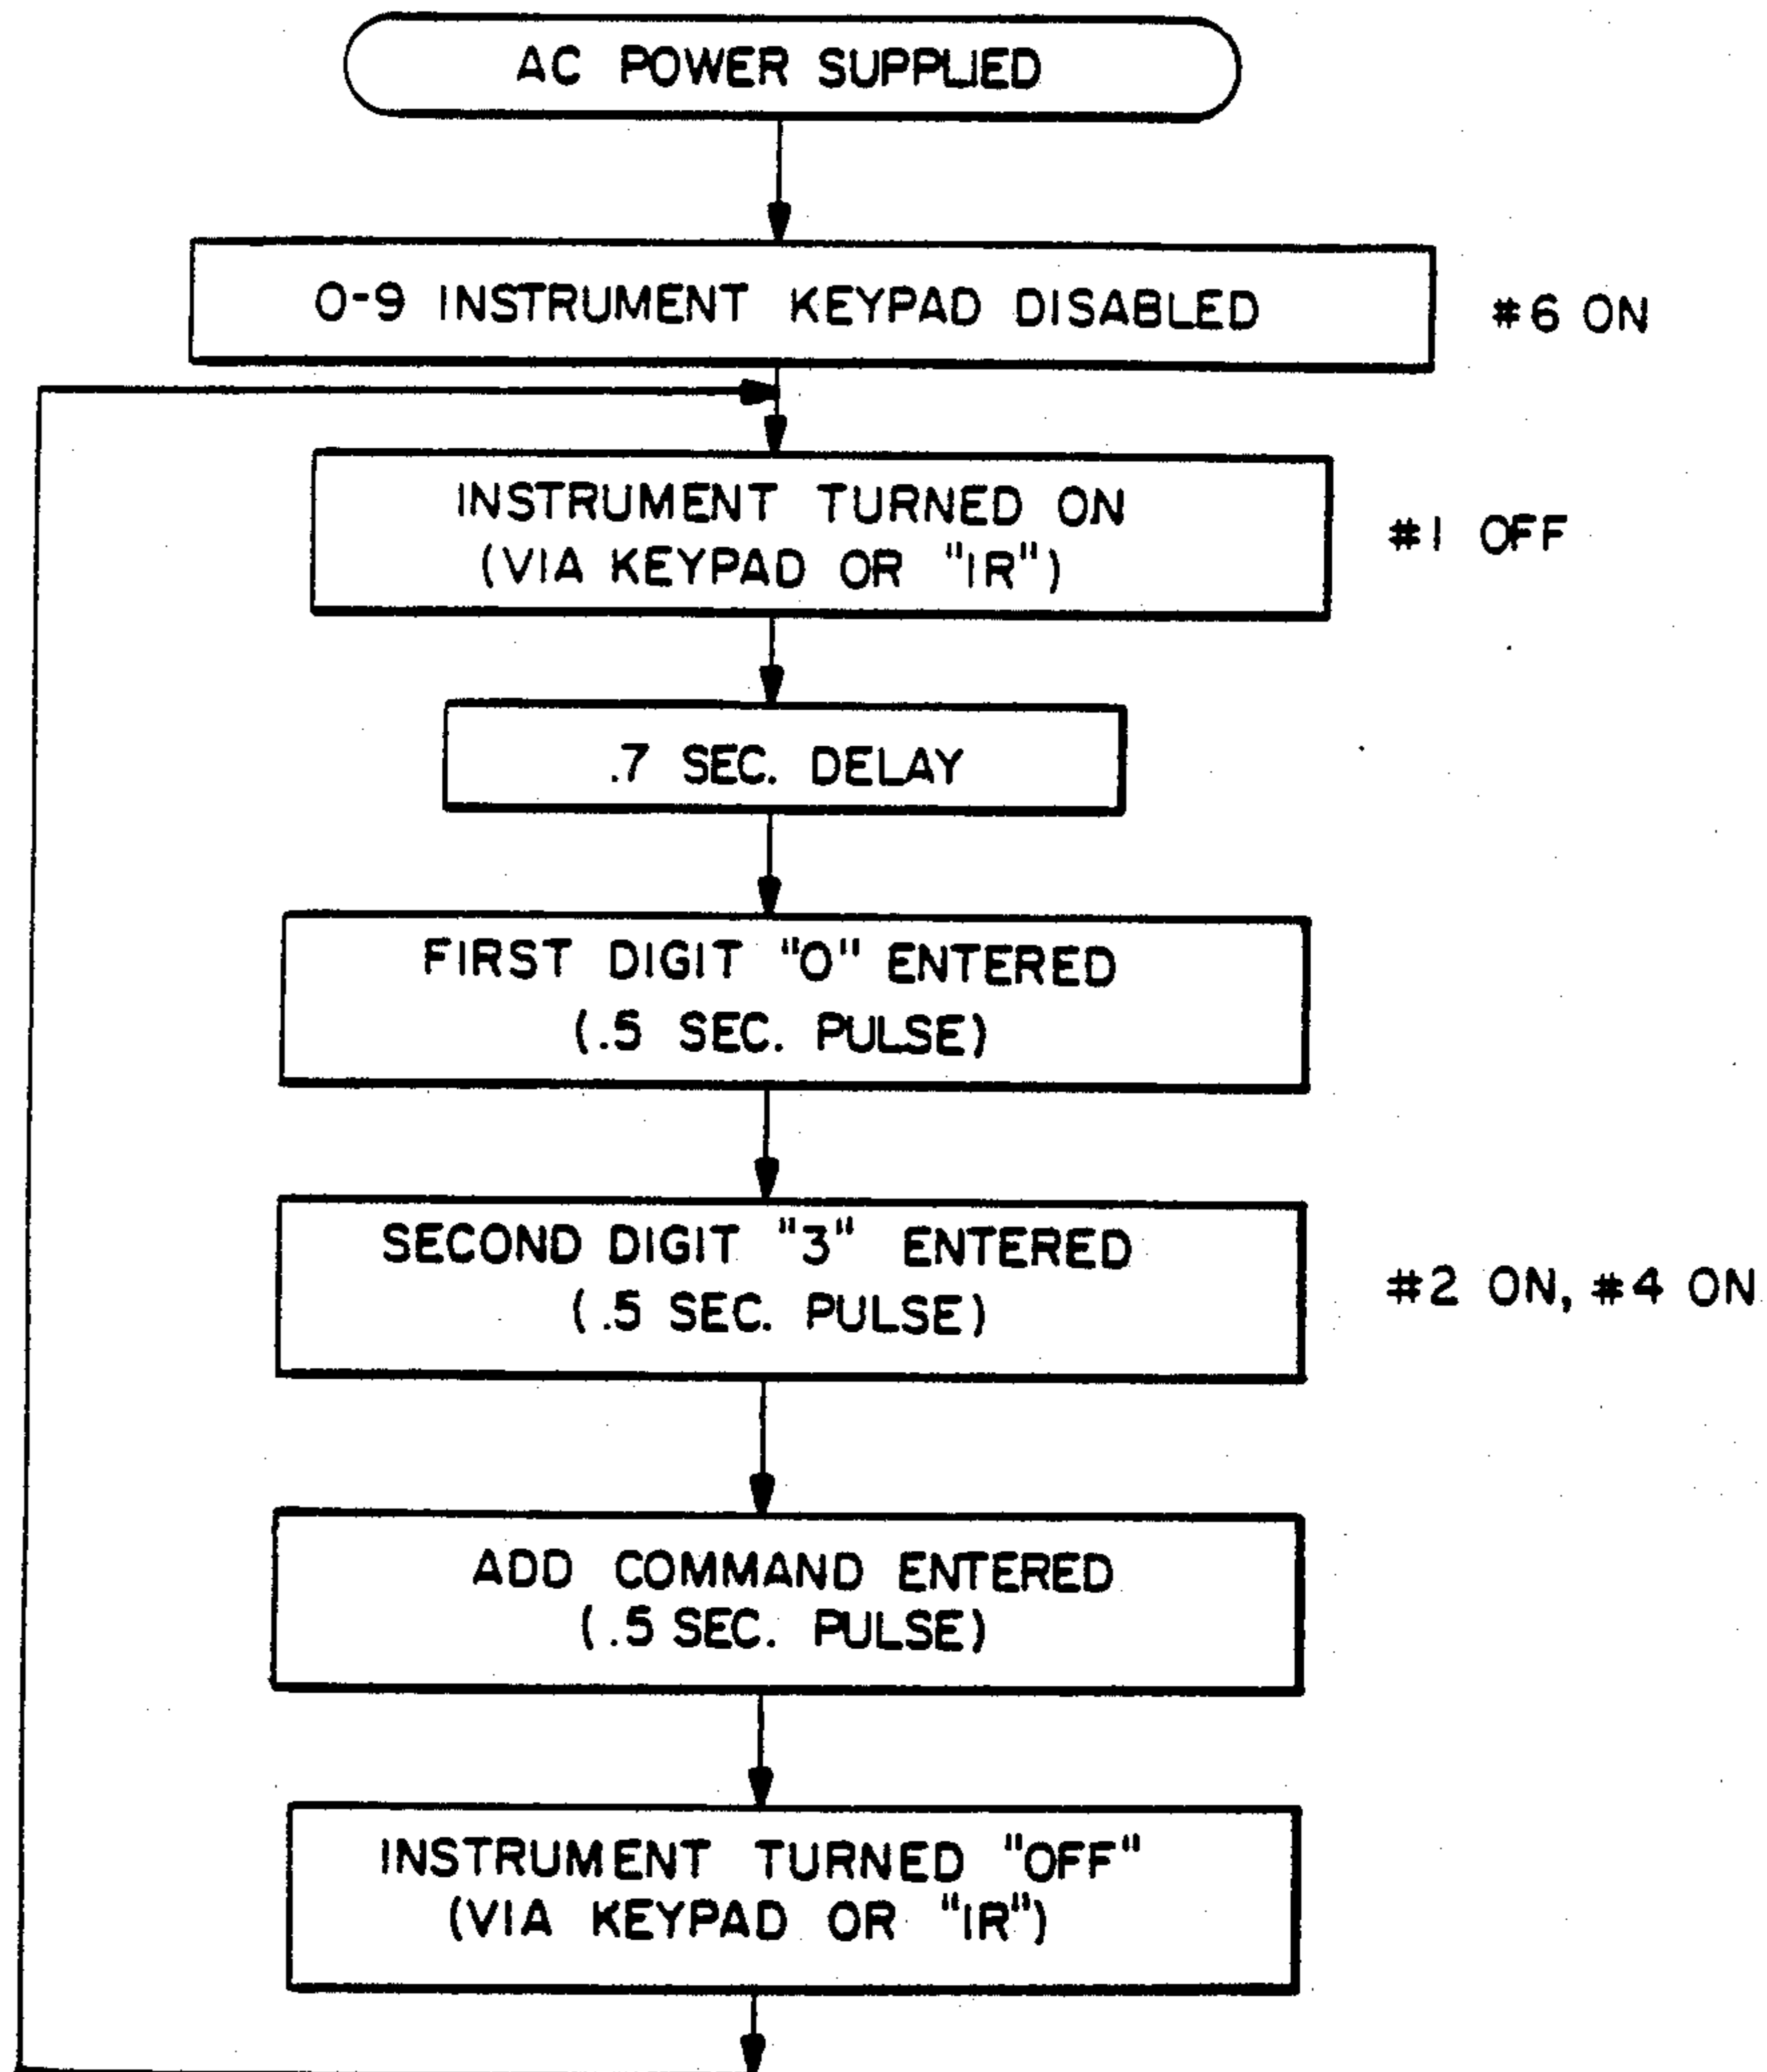 AC POWER SUPPLIED
0-9 INSTRUMENT KEYPAD DISABLED
#6 ON
INSTRUMENT TURNED ON
(VIA KEYPAD OR "IR")
#1 OFF
.7 SEC. DELAY
FIRST DIGIT "0" ENTERED
(.5 SEC. PULSE)
SECOND DIGIT "3" ENTERED
(.5 SEC. PULSE)
#2 ON, #4 ON
ADD COMMAND ENTERED
(.5 SEC. PULSE)
INSTRUMENT TURNED "OFF"
(VIA KEYPAD OR "IR")